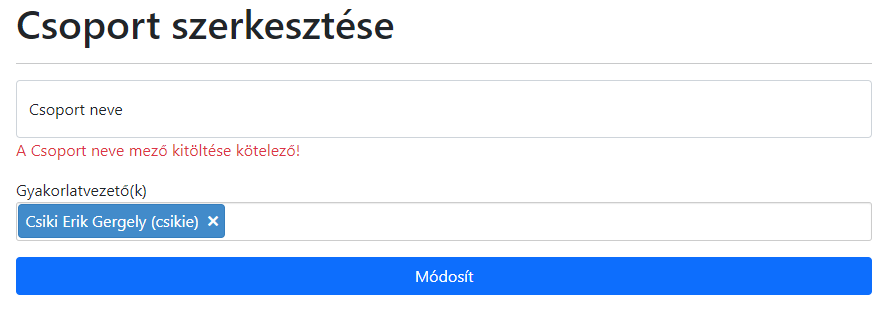 Csoport szerkesztése
Csoport neve
A Csoport neve mező kitöltése kötelező!
Gyakorlatvezető(k)
Csiki Erik Gergely (csikie) ×
Módosít